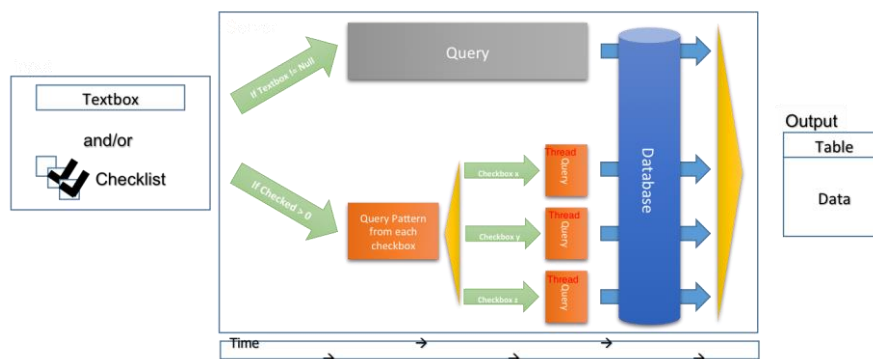 Server
Input
Textbox
and/or
Checklist
If Textbox != Null
If Checked > 0
Query
Query Pattern
from each
checkbox
Checkbox x
Thread
Query
Checkbox y
Thread
Query
Checkbox z
Thread
Query
Database
Output
Table
Data
Time